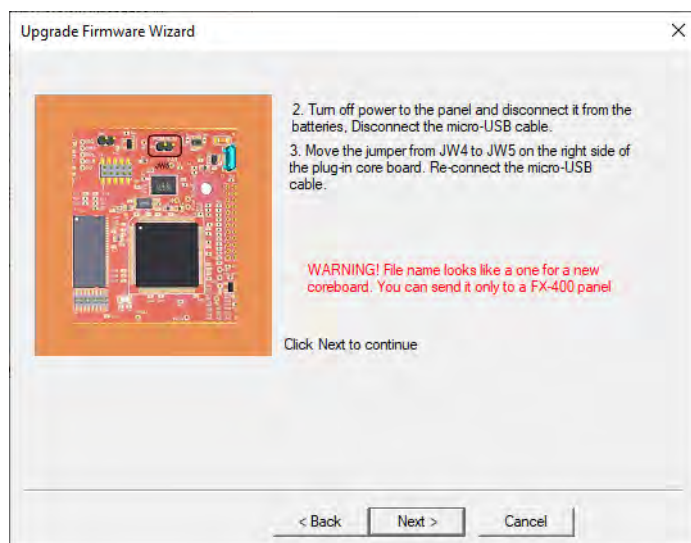 Upgrade Firmware Wizard
2. Turn off power to the panel and disconnect it from the
batteries, Disconnect the micro-USB cable.
3. Move the jumper from JW4 to JW5 on the right side of
the plug-in core board. Re-connect the micro-USB
cable.
WARNING! File name looks like a one for a new
coreboard. You can send it only to a FX-400 panel
Click Next to continue
< Back
Next >
Cancel